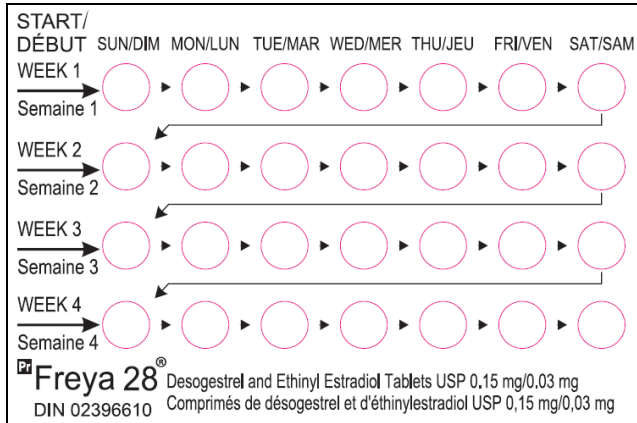 START/
DÉBUT SUN/DIM MON/LUN TUE/MAR WED/MER THU/JEU FRI/VEN SAT/SAM
WEEK 1
Semaine 1
WEEK 2
Semaine 2
WEEK 3
Semaine 3
WEEK 4
Semaine 4
Pr Freya 28®
Desogestrel and Ethinyl Estradiol Tablets USP 0.15 mg/0.03 mg
DIN 02396610 Comprimés de désogestrel et d'éthinylestradiol USP 0,15 mg/0,03 mg